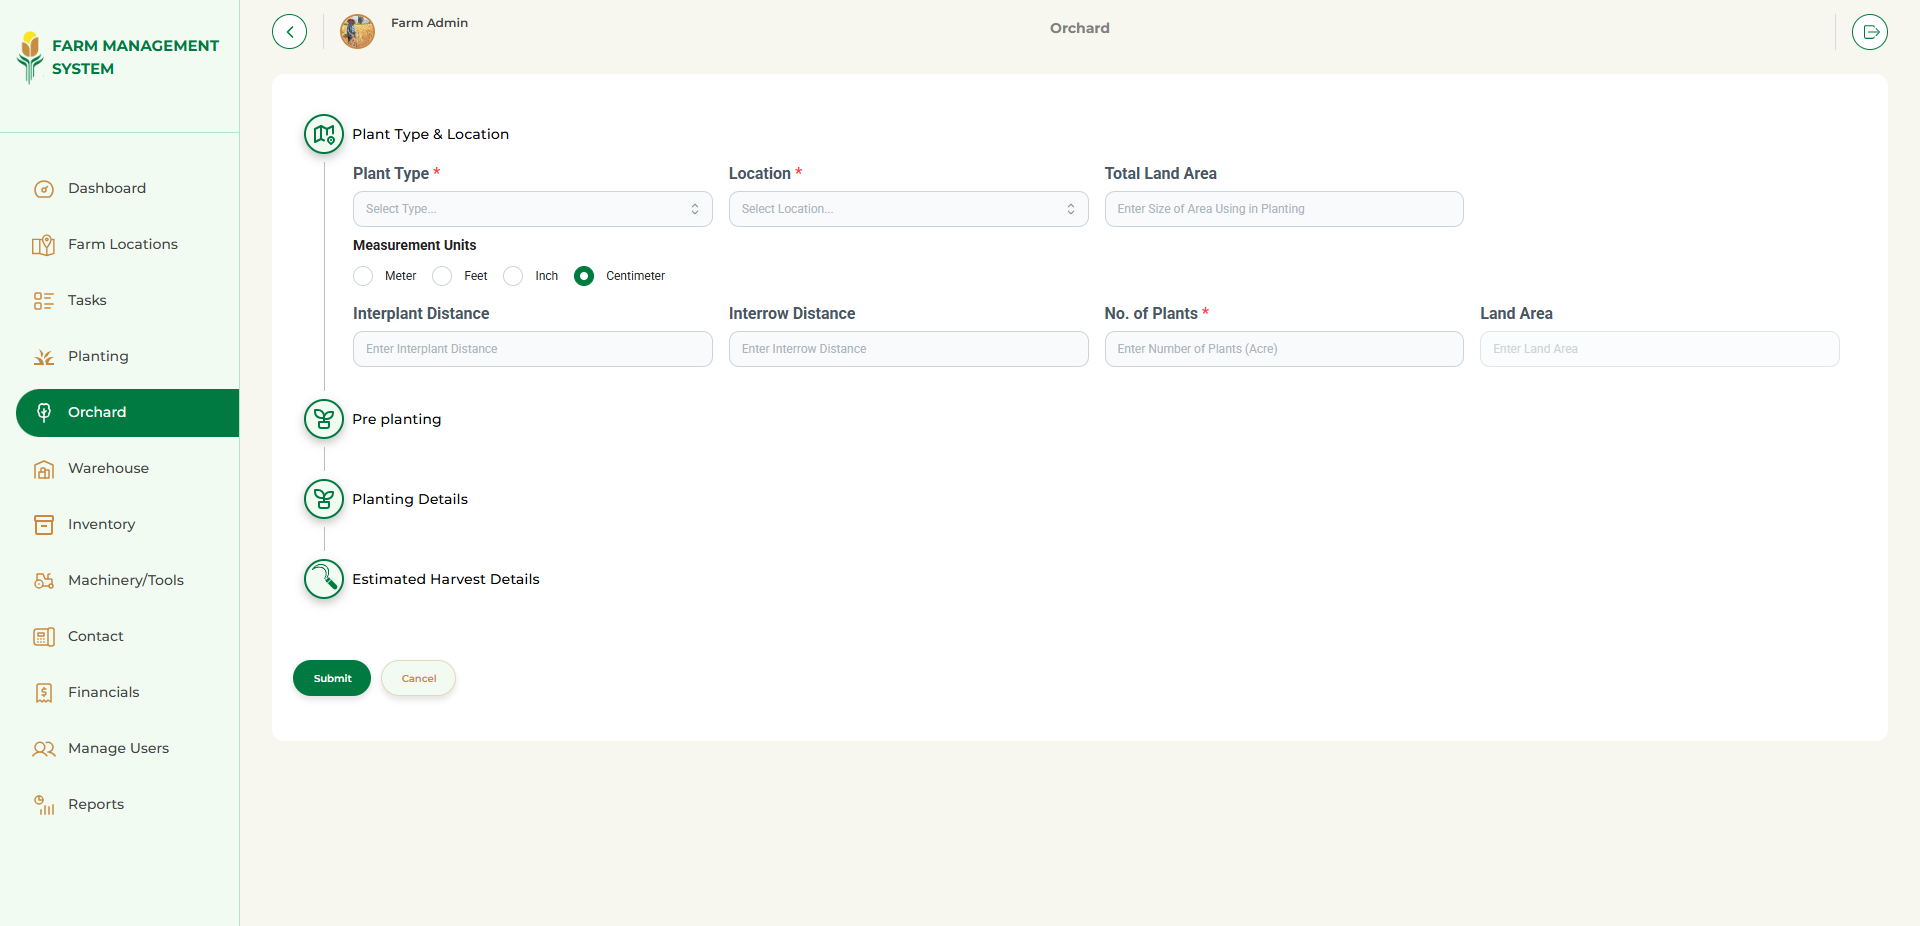 FARM MANAGEMENT
SYSTEM
Farm Admin
Orchard
Dashboard
Farm Locations
Tasks
Planting
Orchard
Warehouse
Inventory
Machinery/Tools
Contact
Financials
Manage Users
Reports
Plant Type & Location
Plant Type *
Location *
Total Land Area
Select Type...
Select Location...
Enter Size of Area Using in Planting
Measurement Units
Meter
Feet
Inch
Centimeter
Interplant Distance
Interrow Distance
No. of Plants *
Land Area
Enter Interplant Distance
Enter Interrow Distance
Enter Number of Plants (Acre)
Enter Land Area
Pre planting
Planting Details
Estimated Harvest Details
Submit
Cancel